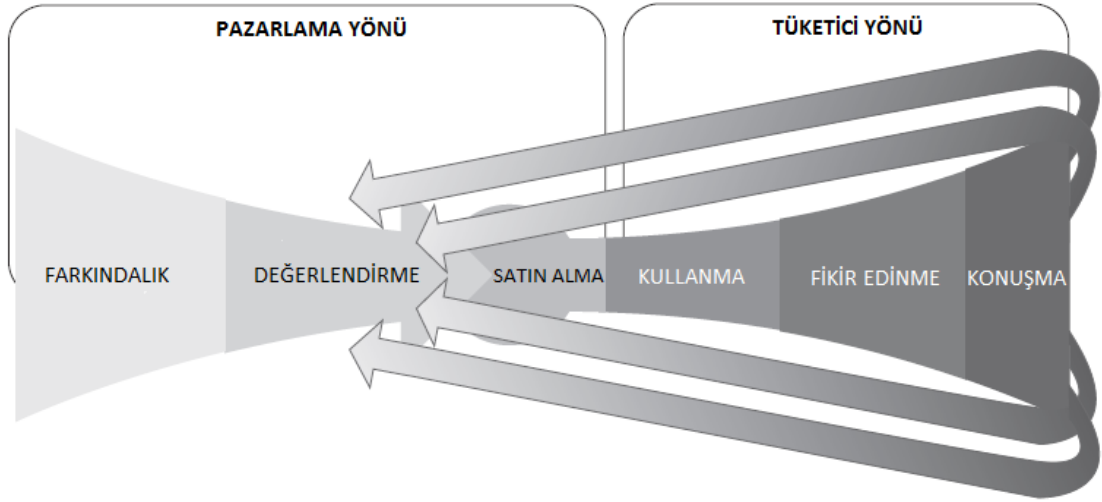 PAZARLAMA YÖNÜ
TÜKETİCİ YÖNÜ
FARKINDALIK
DEĞERLENDİRME
SATIN ALMA
KULLANMA
FİKİR EDİNME
KONUŞMA